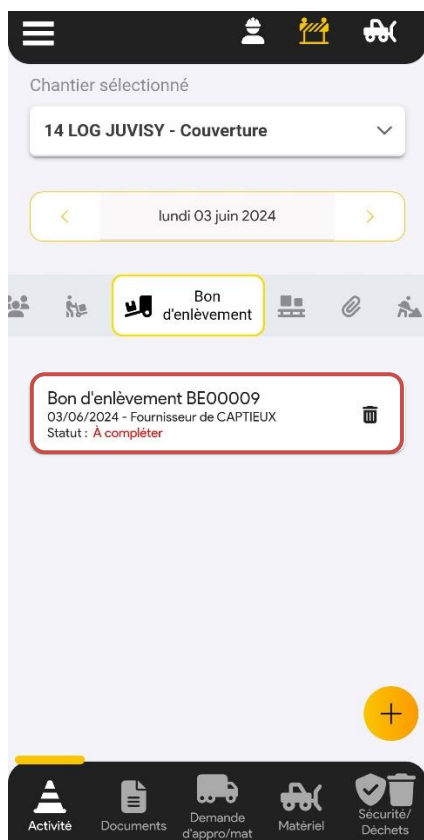 Chantier sélectionné
14 LOG JUVISY - Couverture
lundi 03 juin 2024
Bon
d'enlèvement
Bon d'enlèvement BE00009
03/06/2024 - Fournisseur de CAPTIEUX
Statut : À compléter
Activité
Documents
Demande
d'appro/mat
Matériel
Sécurité/
Déchets